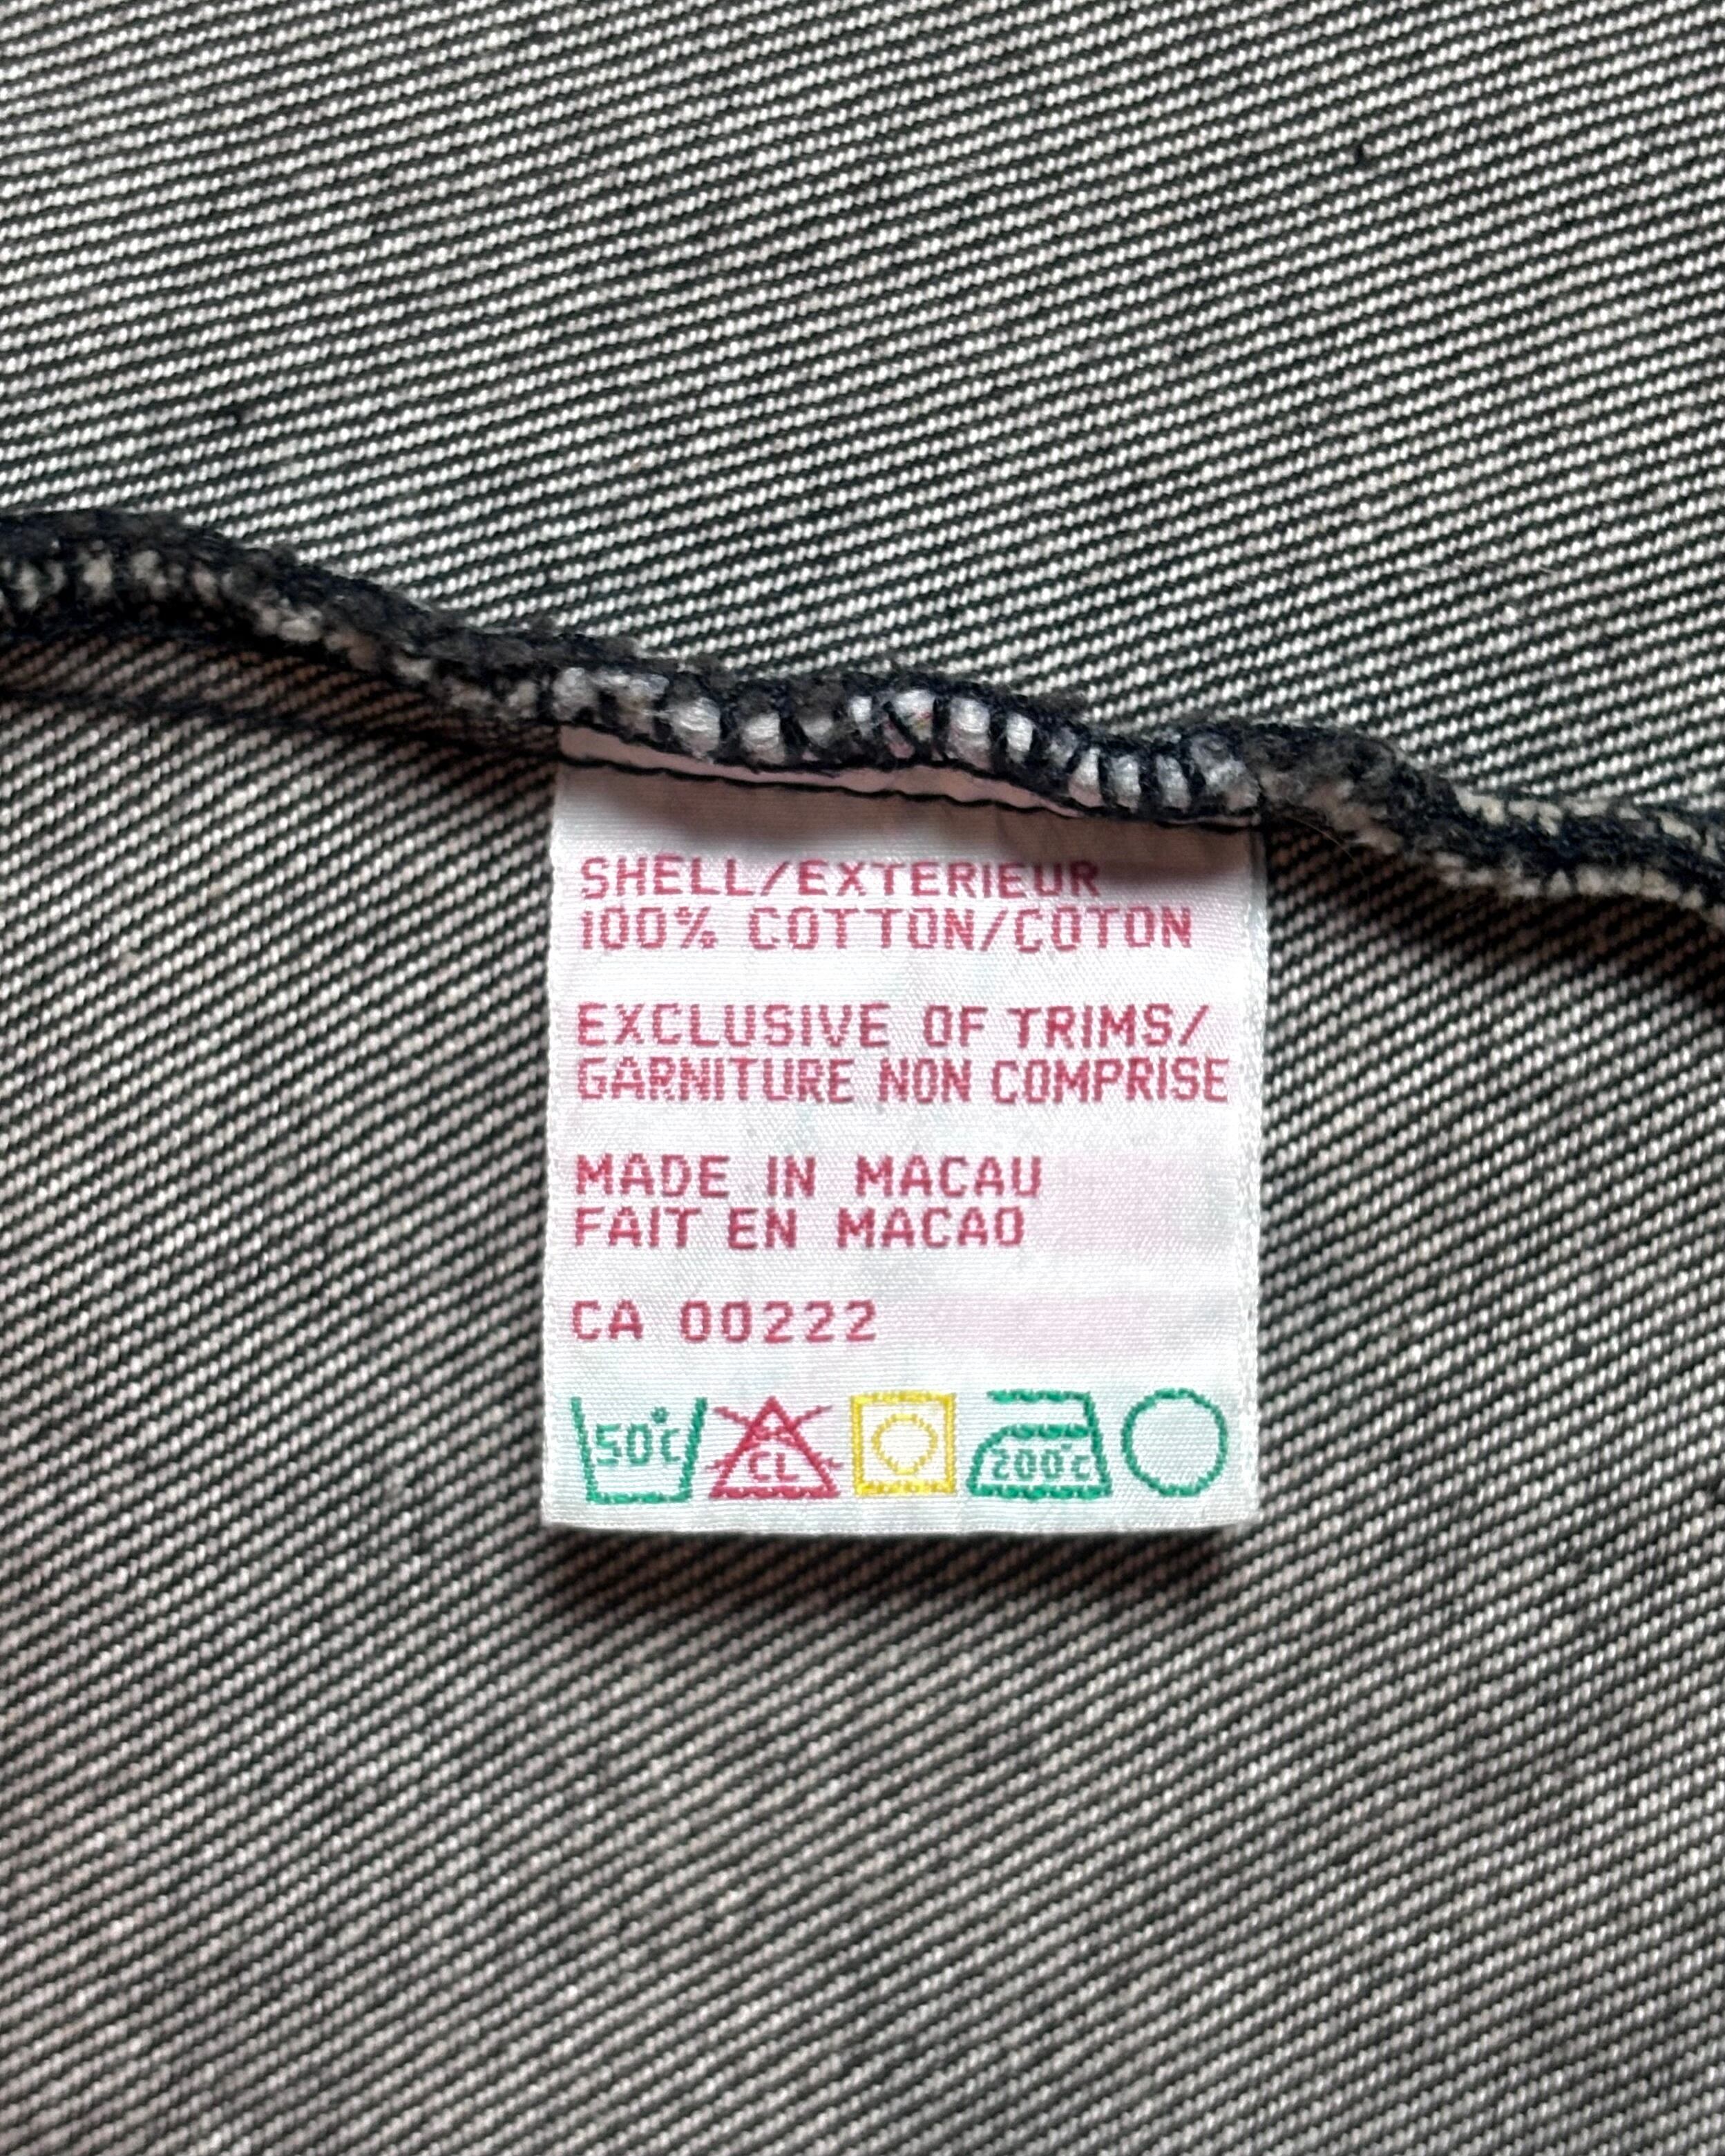 SHELL/EXTERIEUR
100% COTTON/COTON
EXCLUSIVE OF TRIMS/
GARNITURE NON COMPRISE
MADE IN MACAU
FAIT EN MACAO
CA 00222
50°C CL 200°C